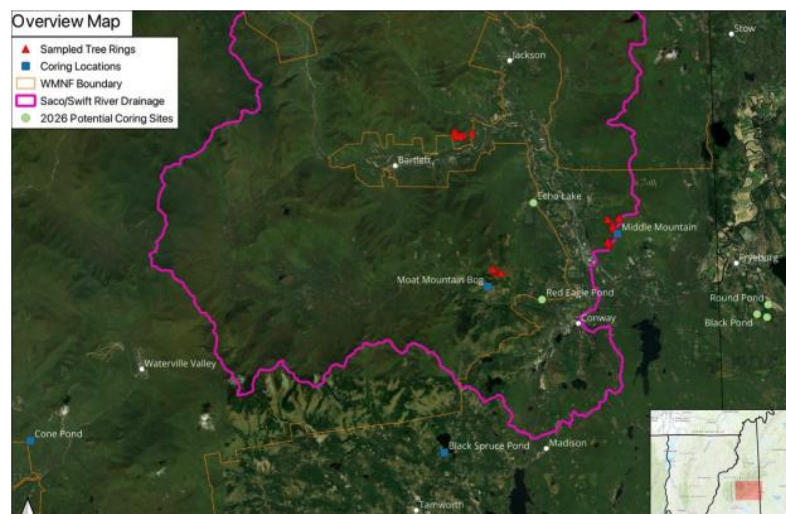 Overview Map
Sampled Tree Rings
Coring Locations
WMNF Boundary
Saco/Swift River Drainage
2026 Potential Coring Sites
Stow
Jackson
Bartlett
Echo Lake
Middle Mountain
Fryeburg
Moat Mountain Bog
Red Eagle Pond
Round Pond
Black Pond
Conway
Waterville Valley
Cone Pond
Black Spruce Pond
Madison
Tamworth